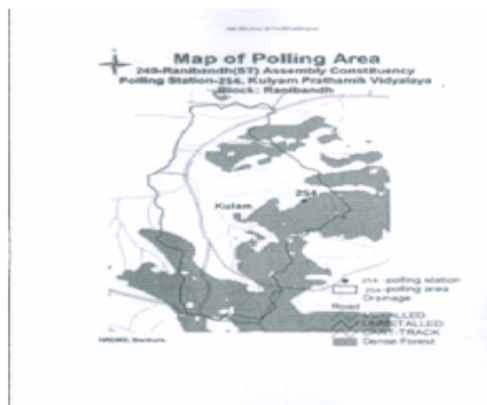 Map of Polling Area
249-Ranibandh(ST) Assembly Constituency
Polling Station-254, Kulyam Prathamik Vidyalaya
Block: Ranibandh
254
Kulam
254 -polling station
254 -polling area
Drainage
Road
METALLED
UNMETALLED
CART-TRACK
Dense Forest
NRDMS, Bankura